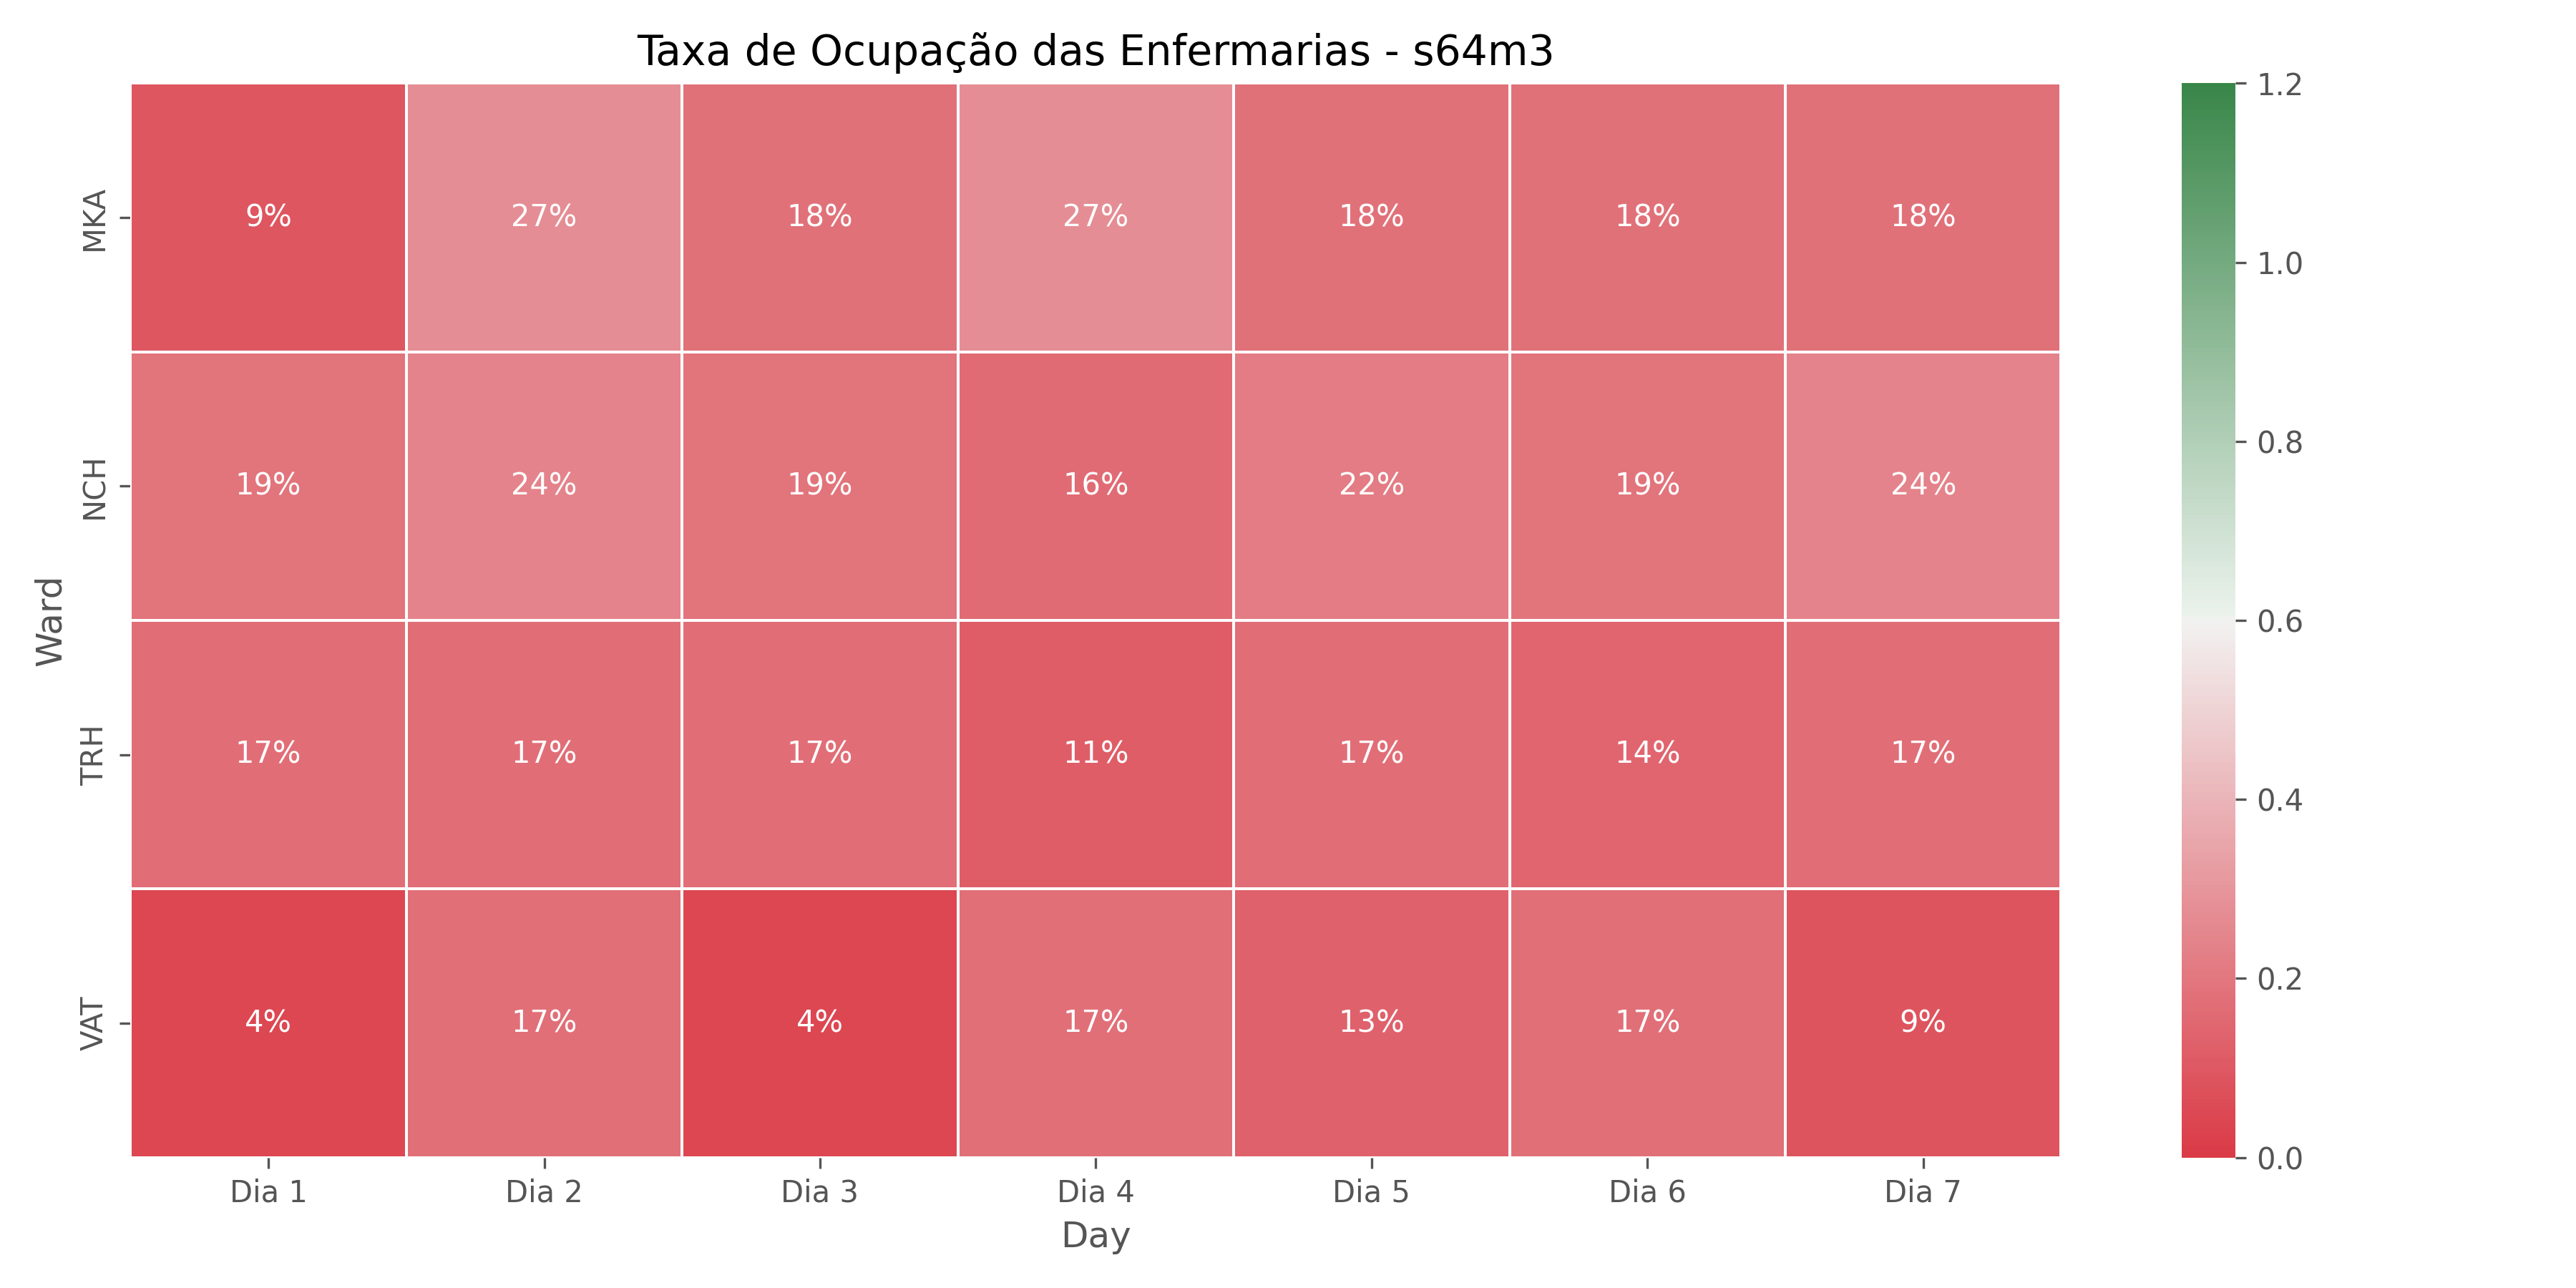 Taxa de Ocupação das Enfermarias - s64m3
Ward
MKA
9% 27% 18% 27% 18% 18% 18%
NCH
19% 24% 19% 16% 22% 19% 24%
TRH
17% 17% 17% 11% 17% 14% 17%
VAT
4% 17% 4% 17% 13% 17% 9%
Dia 1 Dia 2 Dia 3 Dia 4 Dia 5 Dia 6 Dia 7
Day
1.2
1.0
0.8
0.6
0.4
0.2
0.0